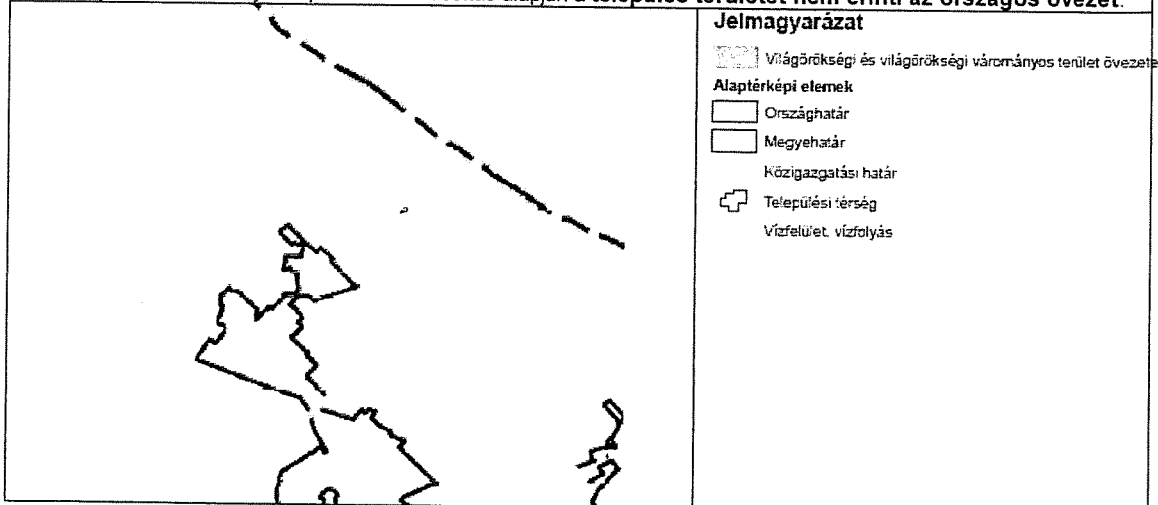 alapján a település területét nem érinti az országos övezet.
Jelmagyarázat
Világörökségi és világörökségi várományos terület övezete
Alaptérképi elemek
Országhatár
Megyehatár
Közigazgatási határ
Települési térség
Vízfelület, vízfolyás